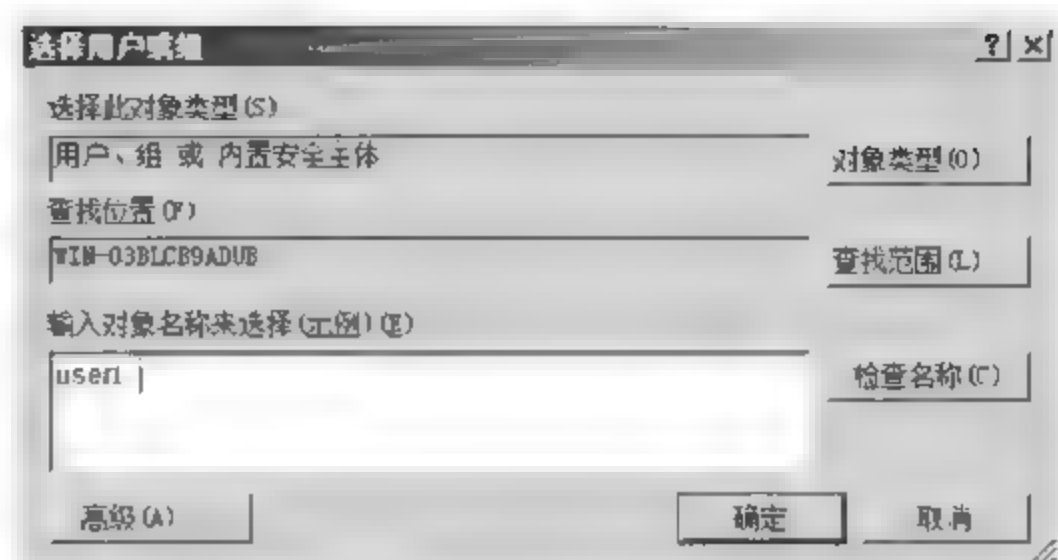 选择用户或组
选择此对象类型(S)
用户、组 或 内置安全主体
对象类型(O)
查找位置(F)
WIN-03BLCB9ADUB
查找范围(L)
输入对象名称来选择(示例)(E)
user1
检查名称(C)
高级(A)
确定
取消